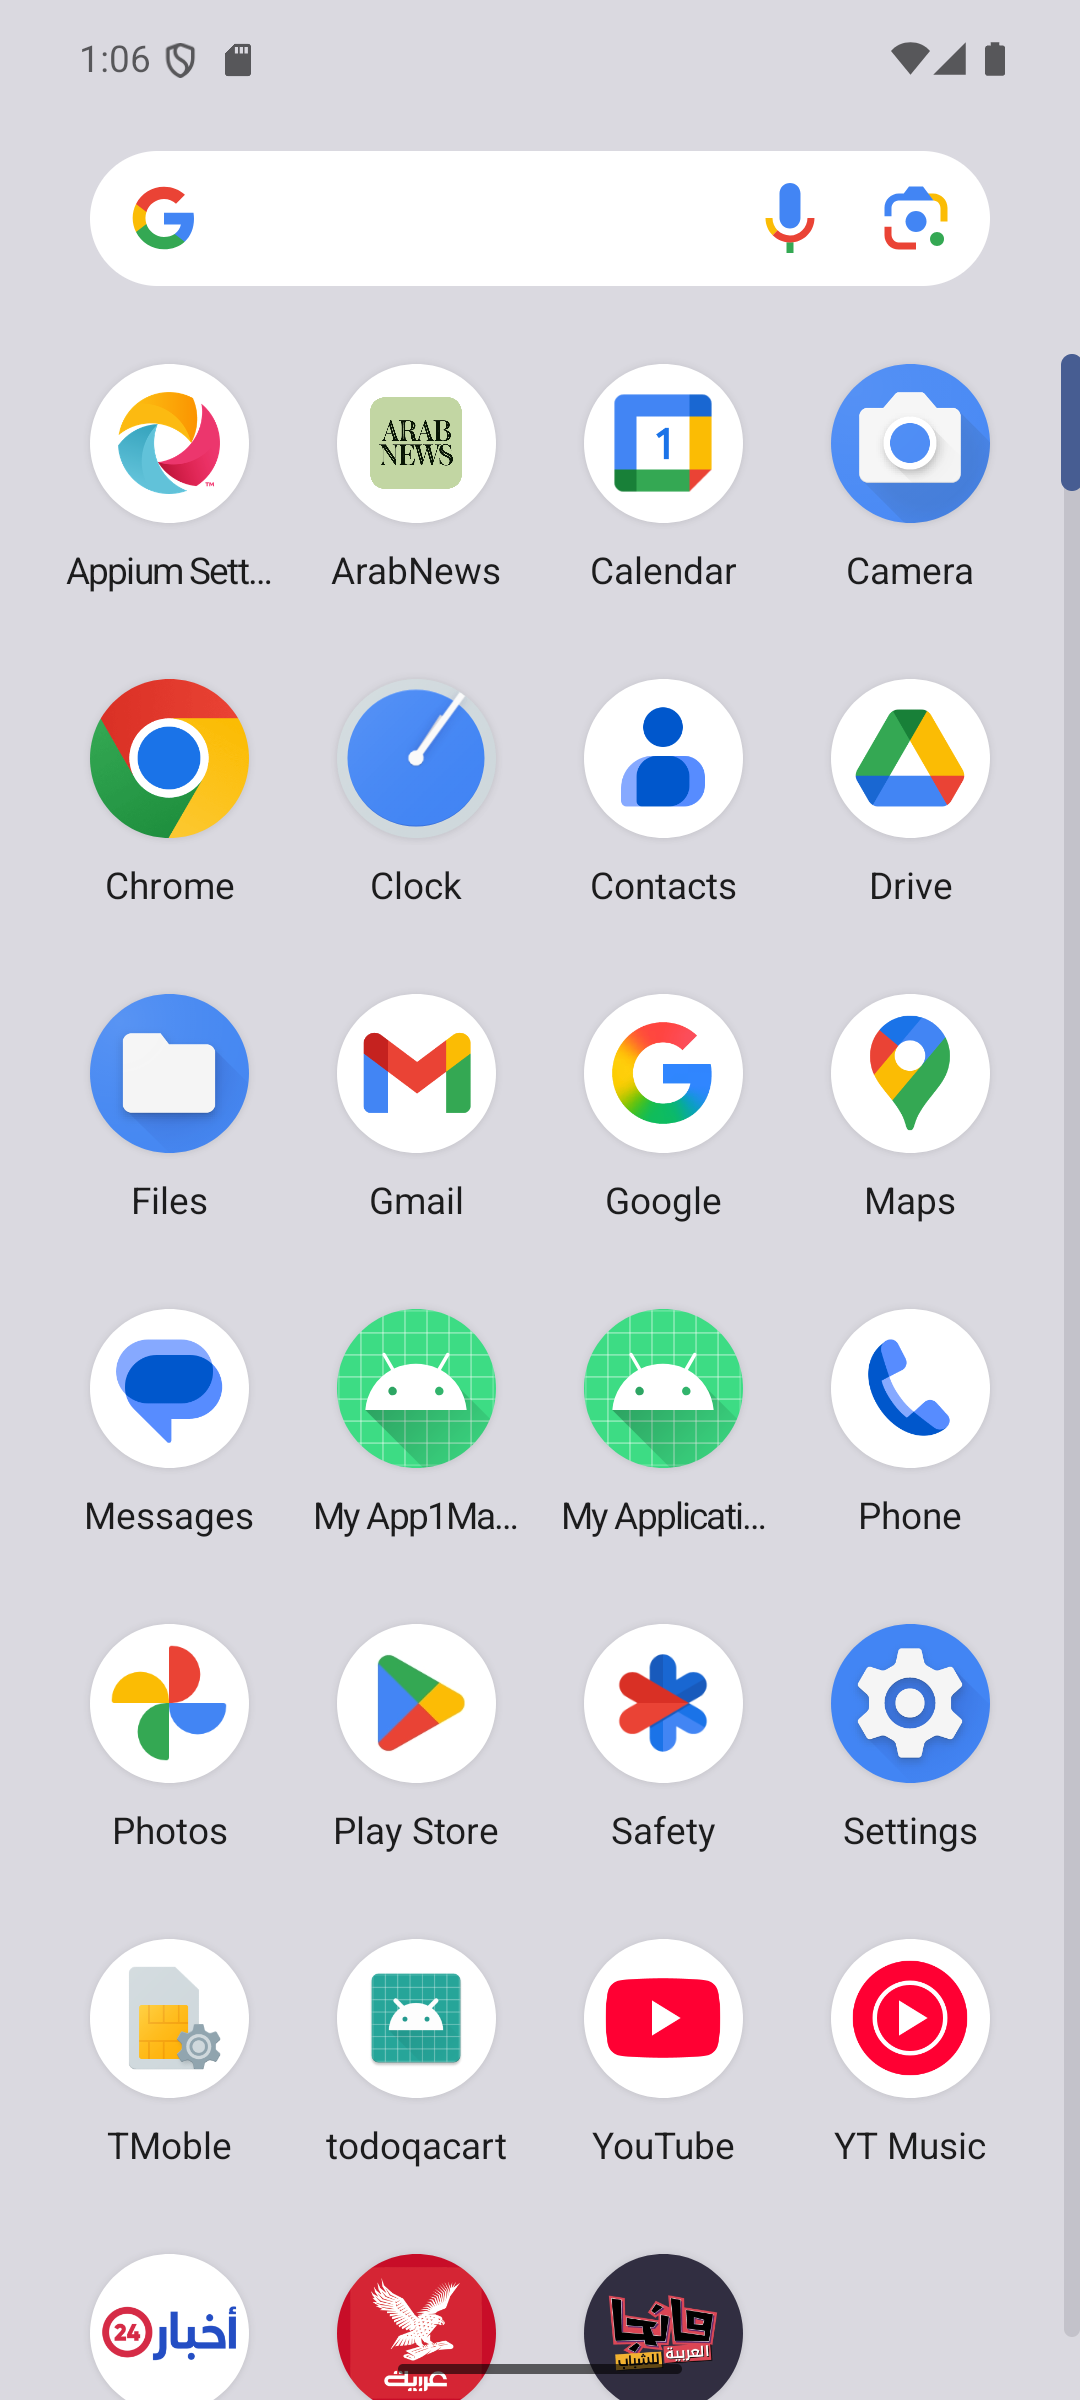 1:06
ARAB
NEWS
1
Appium Sett...
ArabNews
Calendar
Camera
Chrome
Clock
Contacts
Drive
Files
Gmail
Google
Maps
Messages
My App1Ma...
My Applicati...
Phone
Photos
Play Store
Safety
Settings
TMoble
todoqacart
YouTube
YT Music
أخبار 24
عربية
مانجا
العربية
للشباب